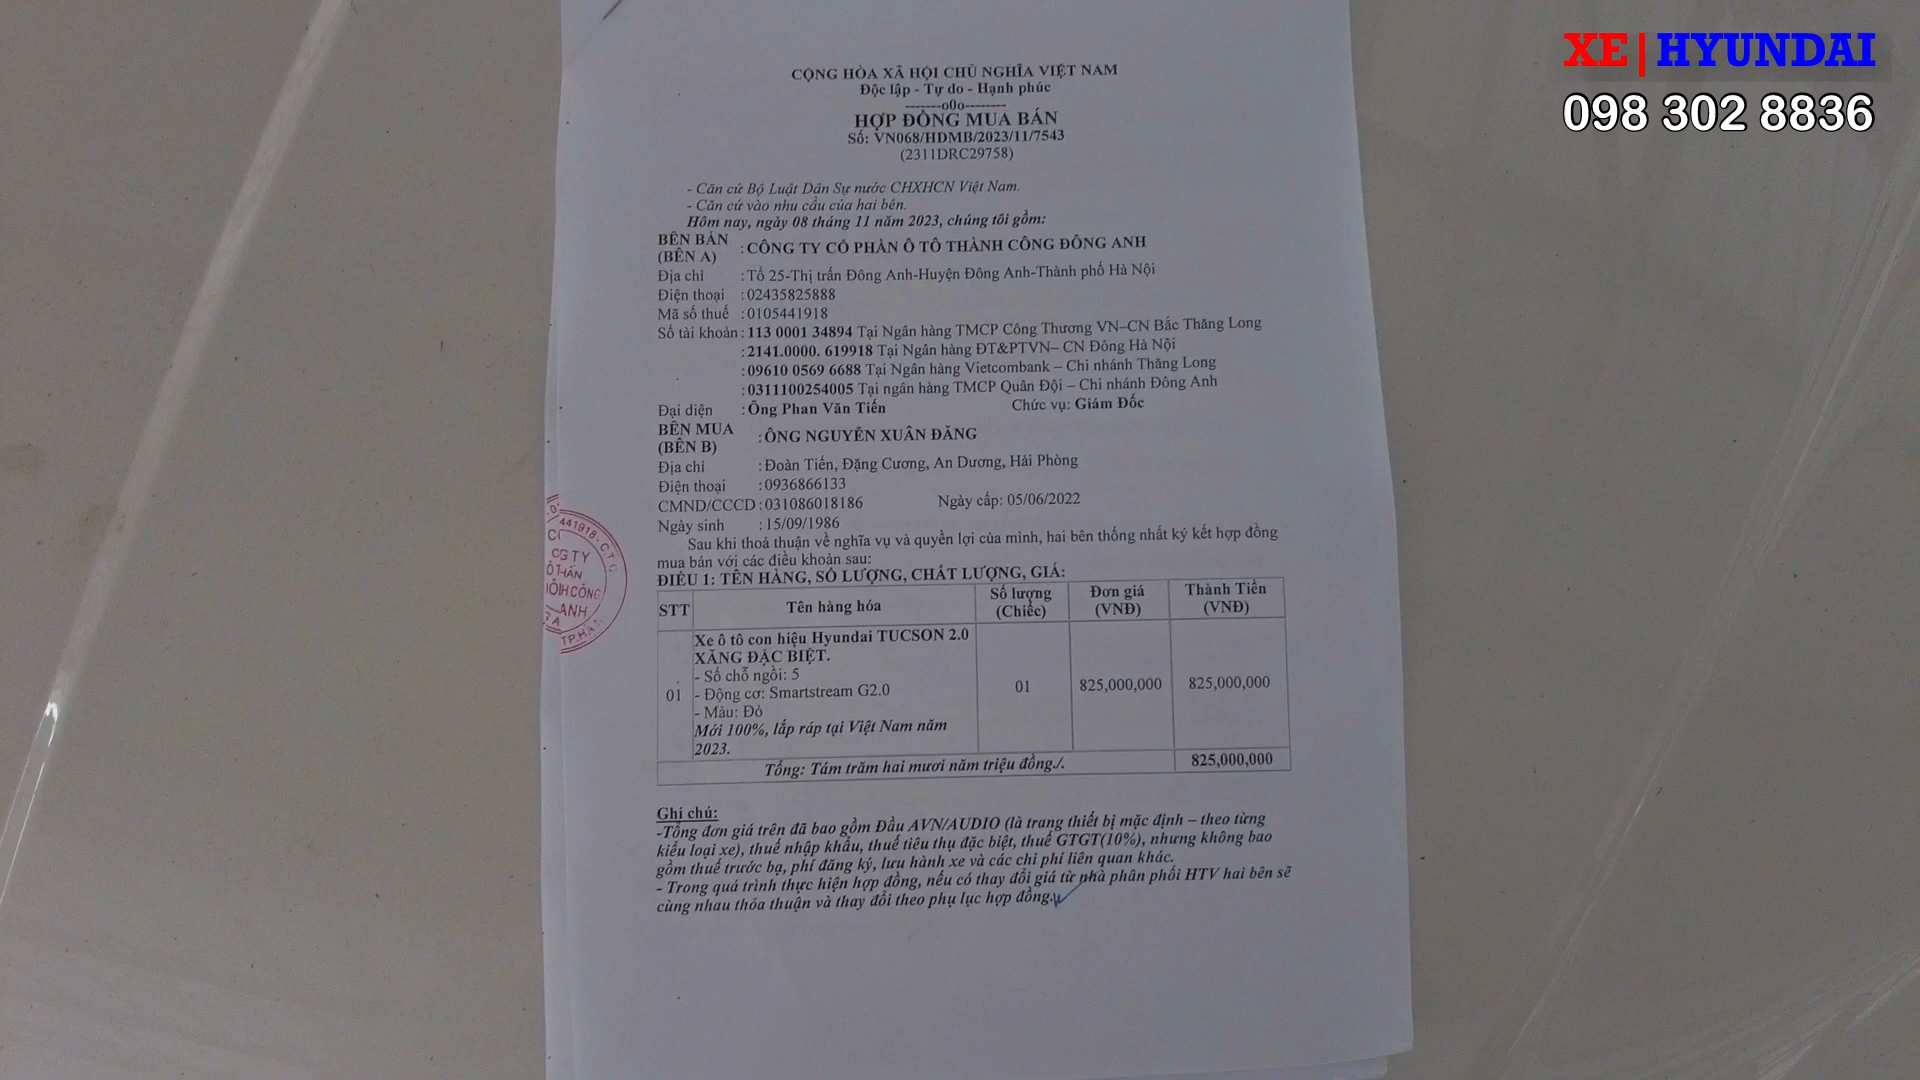 XE | HYUNDAI
098 302 8836
CỘNG HÒA XÃ HỘI CHỦ NGHĨA VIỆT NAM
Độc lập - Tự do - Hạnh phúc
-------o0o--------
HỢP ĐỒNG MUA BÁN
Số: VN068/HDMB/2023/11/7543
(2311DRC29758)
- Căn cứ Bộ Luật Dân Sự nước CHXHCN Việt Nam.
- Căn cứ vào nhu cầu của hai bên.
Hôm nay, ngày 08 tháng 11 năm 2023, chúng tôi gồm:
BÊN BÁN (BÊN A) : CÔNG TY CỔ PHẦN Ô TÔ THÀNH CÔNG ĐÔNG ANH
Địa chỉ : Tổ 25-Thị trấn Đông Anh-Huyện Đông Anh-Thành phố Hà Nội
Điện thoại : 02435825888
Mã số thuế : 0105441918
Số tài khoản : 113 0001 34894 Tại Ngân hàng TMCP Công Thương VN–CN Bắc Thăng Long
: 2141.0000. 619918 Tại Ngân hàng ĐT&PTVN– CN Đông Hà Nội
: 09610 0569 6688 Tại Ngân hàng Vietcombank – Chi nhánh Thăng Long
: 0311100254005 Tại ngân hàng TMCP Quân Đội – Chi nhánh Đông Anh
Đại diện : Ông Phan Văn Tiến Chức vụ: Giám Đốc
BÊN MUA (BÊN B) : ÔNG NGUYỄN XUÂN ĐĂNG
Địa chỉ : Đoàn Tiến, Đặng Cương, An Dương, Hải Phòng
Điện thoại : 0936866133
CMND/CCCD : 031086018186 Ngày cấp: 05/06/2022
Ngày sinh : 15/09/1986
Sau khi thoả thuận về nghĩa vụ và quyền lợi của mình, hai bên thống nhất ký kết hợp đồng
mua bán với các điều khoản sau:
ĐIỀU 1: TÊN HÀNG, SỐ LƯỢNG, CHẤT LƯỢNG, GIÁ:
STT Tên hàng hóa Số lượng (Chiếc) Đơn giá (VNĐ) Thành Tiền (VNĐ)
Xe ô tô con hiệu Hyundai TUCSON 2.0
XĂNG ĐẶC BIỆT.
- Số chỗ ngồi: 5
01 - Động cơ: Smartstream G2.0 01 825,000,000 825,000,000
- Màu: Đỏ
Mới 100%, lắp ráp tại Việt Nam năm
2023.
Tổng: Tám trăm hai mươi năm triệu đồng./. 825,000,000
Ghi chú:
-Tổng đơn giá trên đã bao gồm Đầu AVN/AUDIO (là trang thiết bị mặc định – theo từng
kiểu loại xe), thuế nhập khẩu, thuế tiêu thụ đặc biệt, thuế GTGT(10%), nhưng không bao
gồm thuế trước bạ, phí đăng ký, lưu hành xe và các chi phí liên quan khác.
- Trong quá trình thực hiện hợp đồng, nếu có thay đổi giá từ nhà phân phối HTV hai bên sẽ
cùng nhau thỏa thuận và thay đổi theo phụ lục hợp đồng.